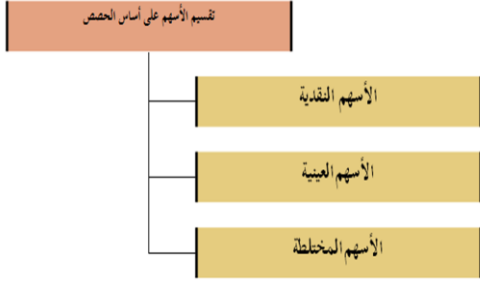 تقسيم الأسهم على أساس الحصص
الأسهم النقدية
الأسهم العينية
الأسهم المختلطة